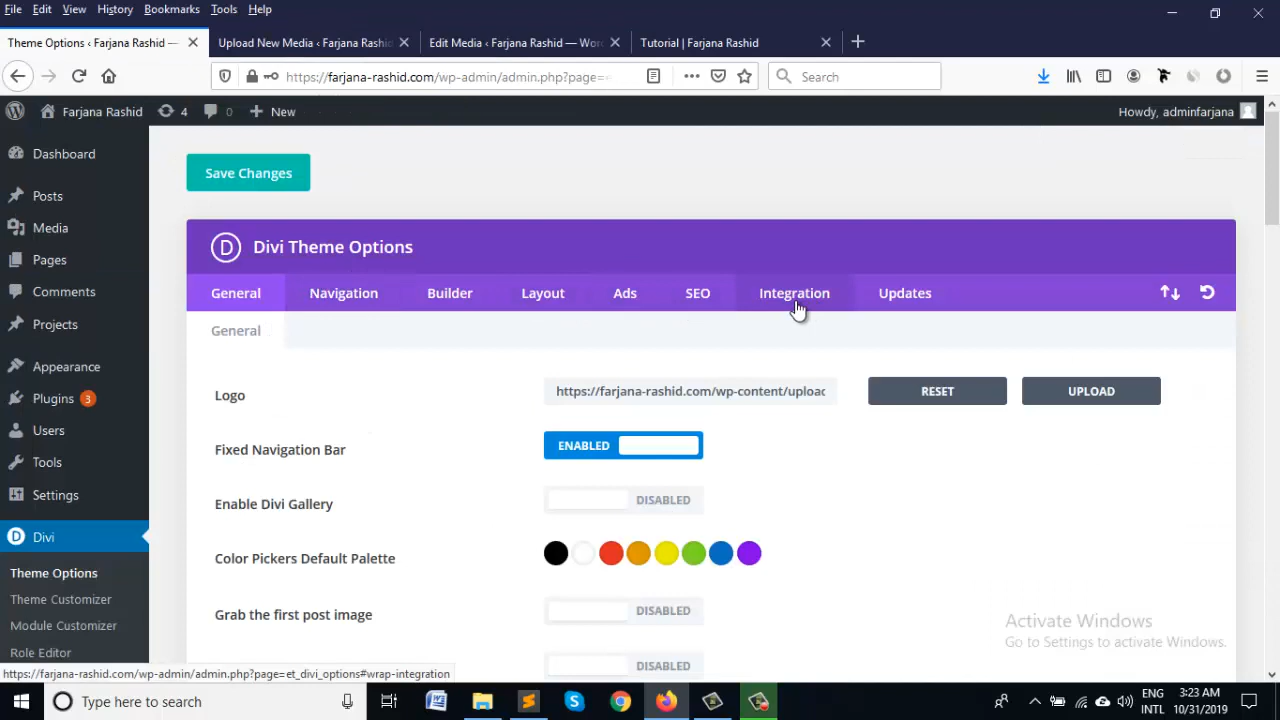 File Edit View History Bookmarks Tools Help
Theme Options ‹ Farjana Rashid —
Upload New Media ‹ Farjana Rashid
Edit Media ‹ Farjana Rashid — Wor
Tutorial | Farjana Rashid
https://farjana-rashid.com/wp-admin/admin.php?page=e
Search
Farjana Rashid 4 0 New
Howdy, adminfarjana
Dashboard
Posts
Media
Pages
Comments
Projects
Appearance
Plugins 3
Users
Tools
Settings
Divi
Theme Options
Theme Customizer
Module Customizer
Role Editor
Save Changes
Divi Theme Options
General Navigation Builder Layout Ads SEO Integration Updates
General
Logo https://farjana-rashid.com/wp-content/upload RESET UPLOAD
Fixed Navigation Bar ENABLED
Enable Divi Gallery DISABLED
Color Pickers Default Palette
Grab the first post image DISABLED
DISABLED
Activate Windows
Go to Settings to activate Windows.
https://farjana-rashid.com/wp-admin/admin.php?page=et_divi_options#wrap-integration
Type here to search
ENG
INTL
3:23 AM
10/31/2019